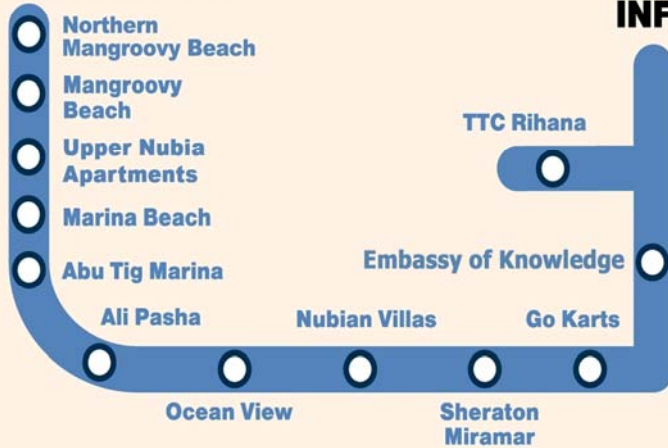 INF
Northern
Mangroovy Beach
Mangroovy
Beach
TTC Rihana
Upper Nubia
Apartments
Marina Beach
Abu Tig Marina
Embassy of Knowledge
Ali Pasha
Nubian Villas
Go Karts
Ocean View
Sheraton
Miramar